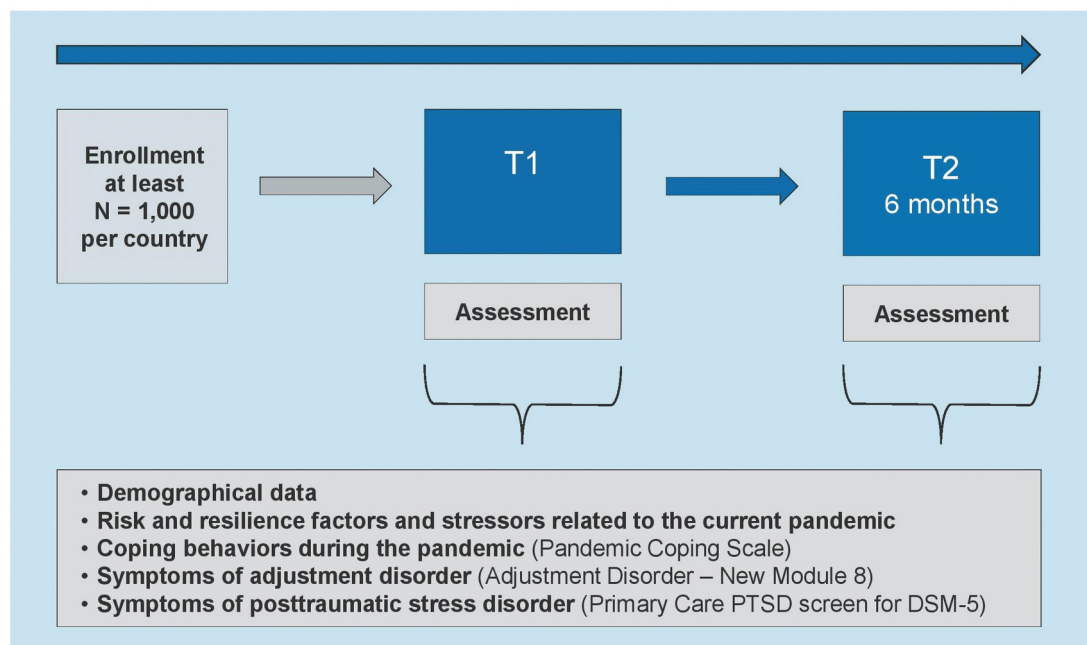 Enrollment
at least
N = 1,000
per country
T1
T2
6 months
Assessment
Assessment
• Demographical data
• Risk and resilience factors and stressors related to the current pandemic
• Coping behaviors during the pandemic (Pandemic Coping Scale)
• Symptoms of adjustment disorder (Adjustment Disorder – New Module 8)
• Symptoms of posttraumatic stress disorder (Primary Care PTSD screen for DSM-5)